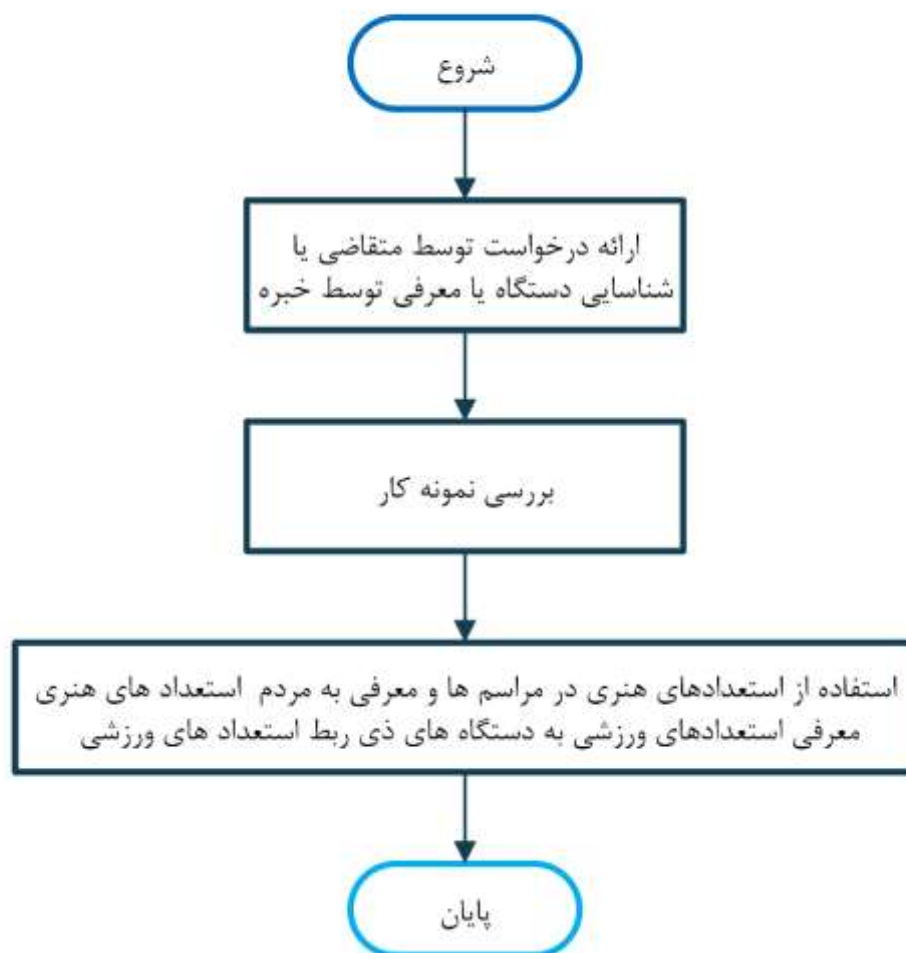 شروع
ارائه درخواست توسط متقاضی یا
شناسایی دستگاه یا معرفی توسط خبره
بررسی نمونه کار
استفاده از استعدادهای هنری در مراسم ها و معرفی به مردم استعداد های هنری
معرفی استعدادهای ورزشی به دستگاه های ذی ربط استعداد های ورزشی
پایان